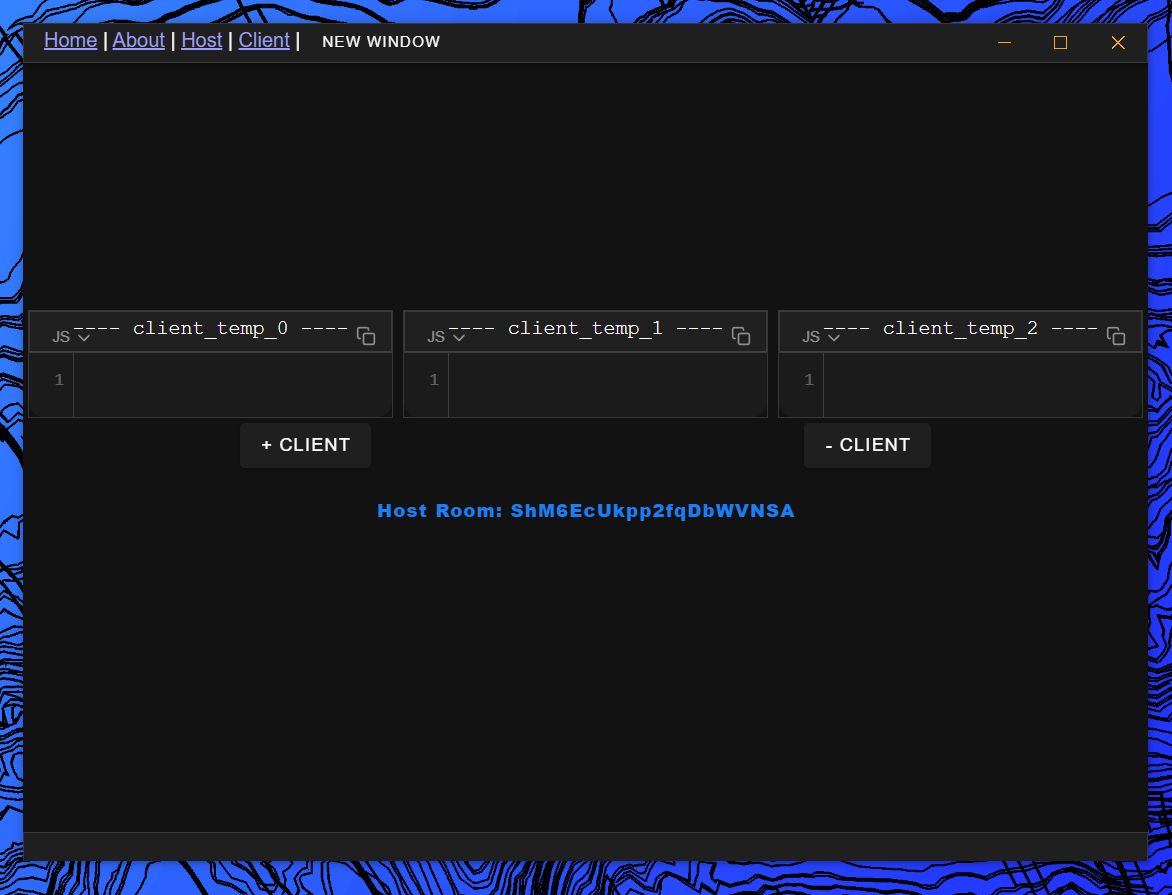 Home | About | Host | Client | NEW WINDOW
JS ---- client_temp_0 ---- JS ---- client_temp_1 ---- JS ---- client_temp_2 ----
1 1 1
+ CLIENT - CLIENT
Host Room: ShM6EcUkpp2fqDbWVNSA